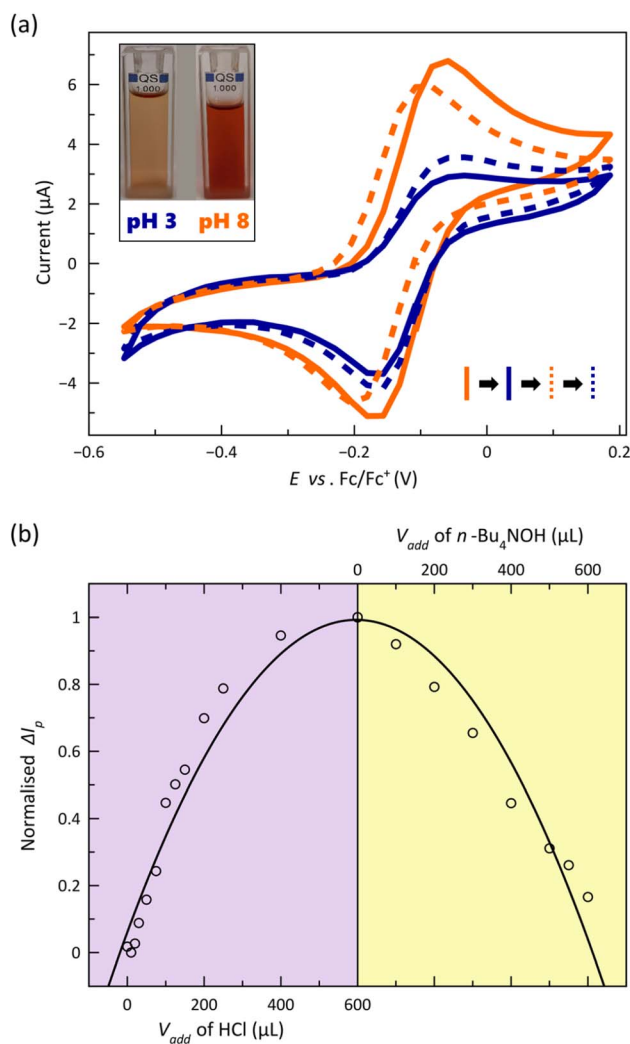 (a)
QS
1.000
QS
1.000
pH 3
pH 8
6
4
2
0
−2
−4
Current (µA)
−0.6
−0.4
−0.2
0
0.2
E vs. Fc/Fc⁺ (V)
(b)
V_add of n-Bu₄NOH (µL)
0
200
400
600
1
0.8
0.6
0.4
0.2
0
Normalised ΔI_p
0
200
400
600
V_add of HCl (µL)